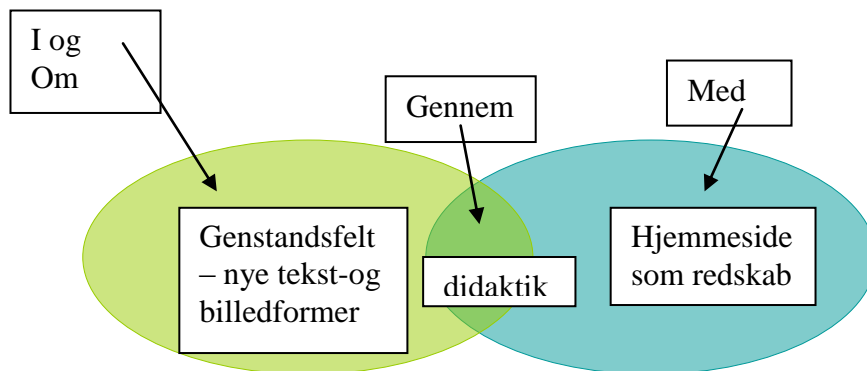 I og
Om
Gennem
Med
Genstandsfelt
– nye tekst-og
billedformer
didaktik
Hjemmeside
som redskab